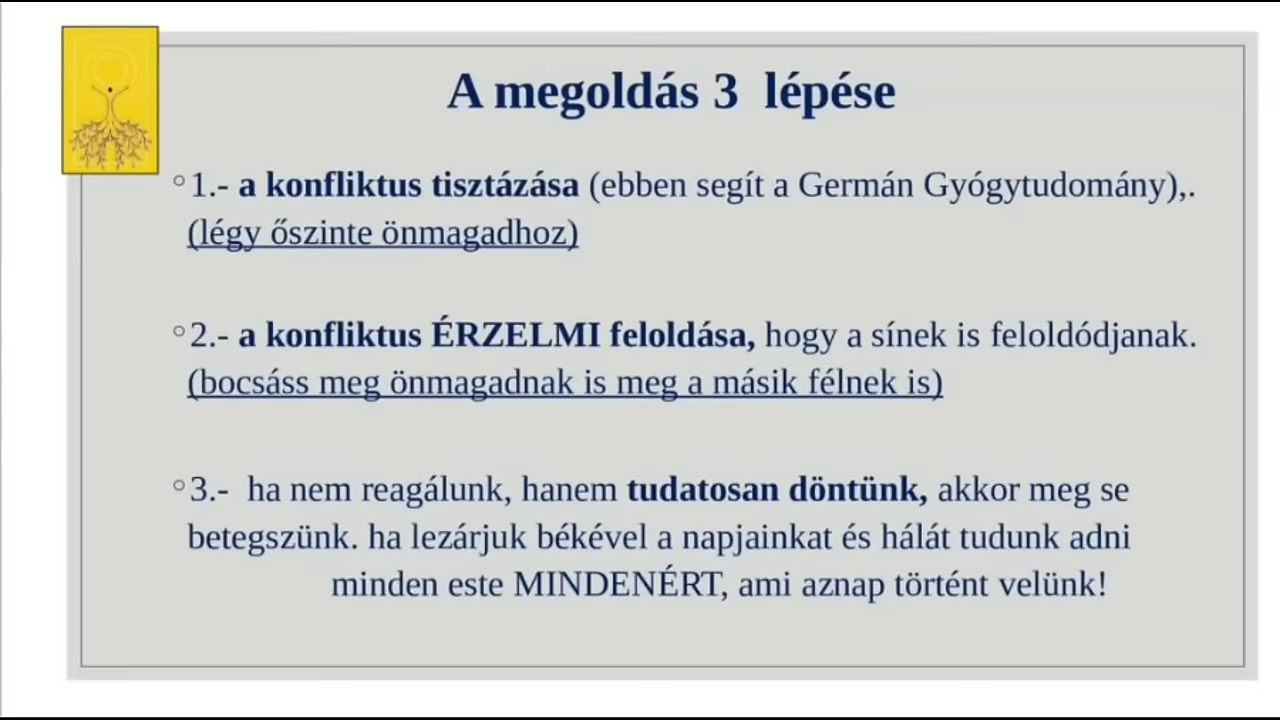 A megoldás 3 lépése
1.- a konfliktus tisztázása (ebben segít a Germán Gyógytudomány),.
(légy őszinte önmagadhoz)
2.- a konfliktus ÉRZELMI feloldása, hogy a sínek is feloldódjanak.
(bocsáss meg önmagadnak is meg a másik félnek is)
3.- ha nem reagálunk, hanem tudatosan döntünk, akkor meg se
betegszünk. ha lezárjuk békével a napjainkat és hálát tudunk adni
minden este MINDENÉRT, ami aznap történt velünk!